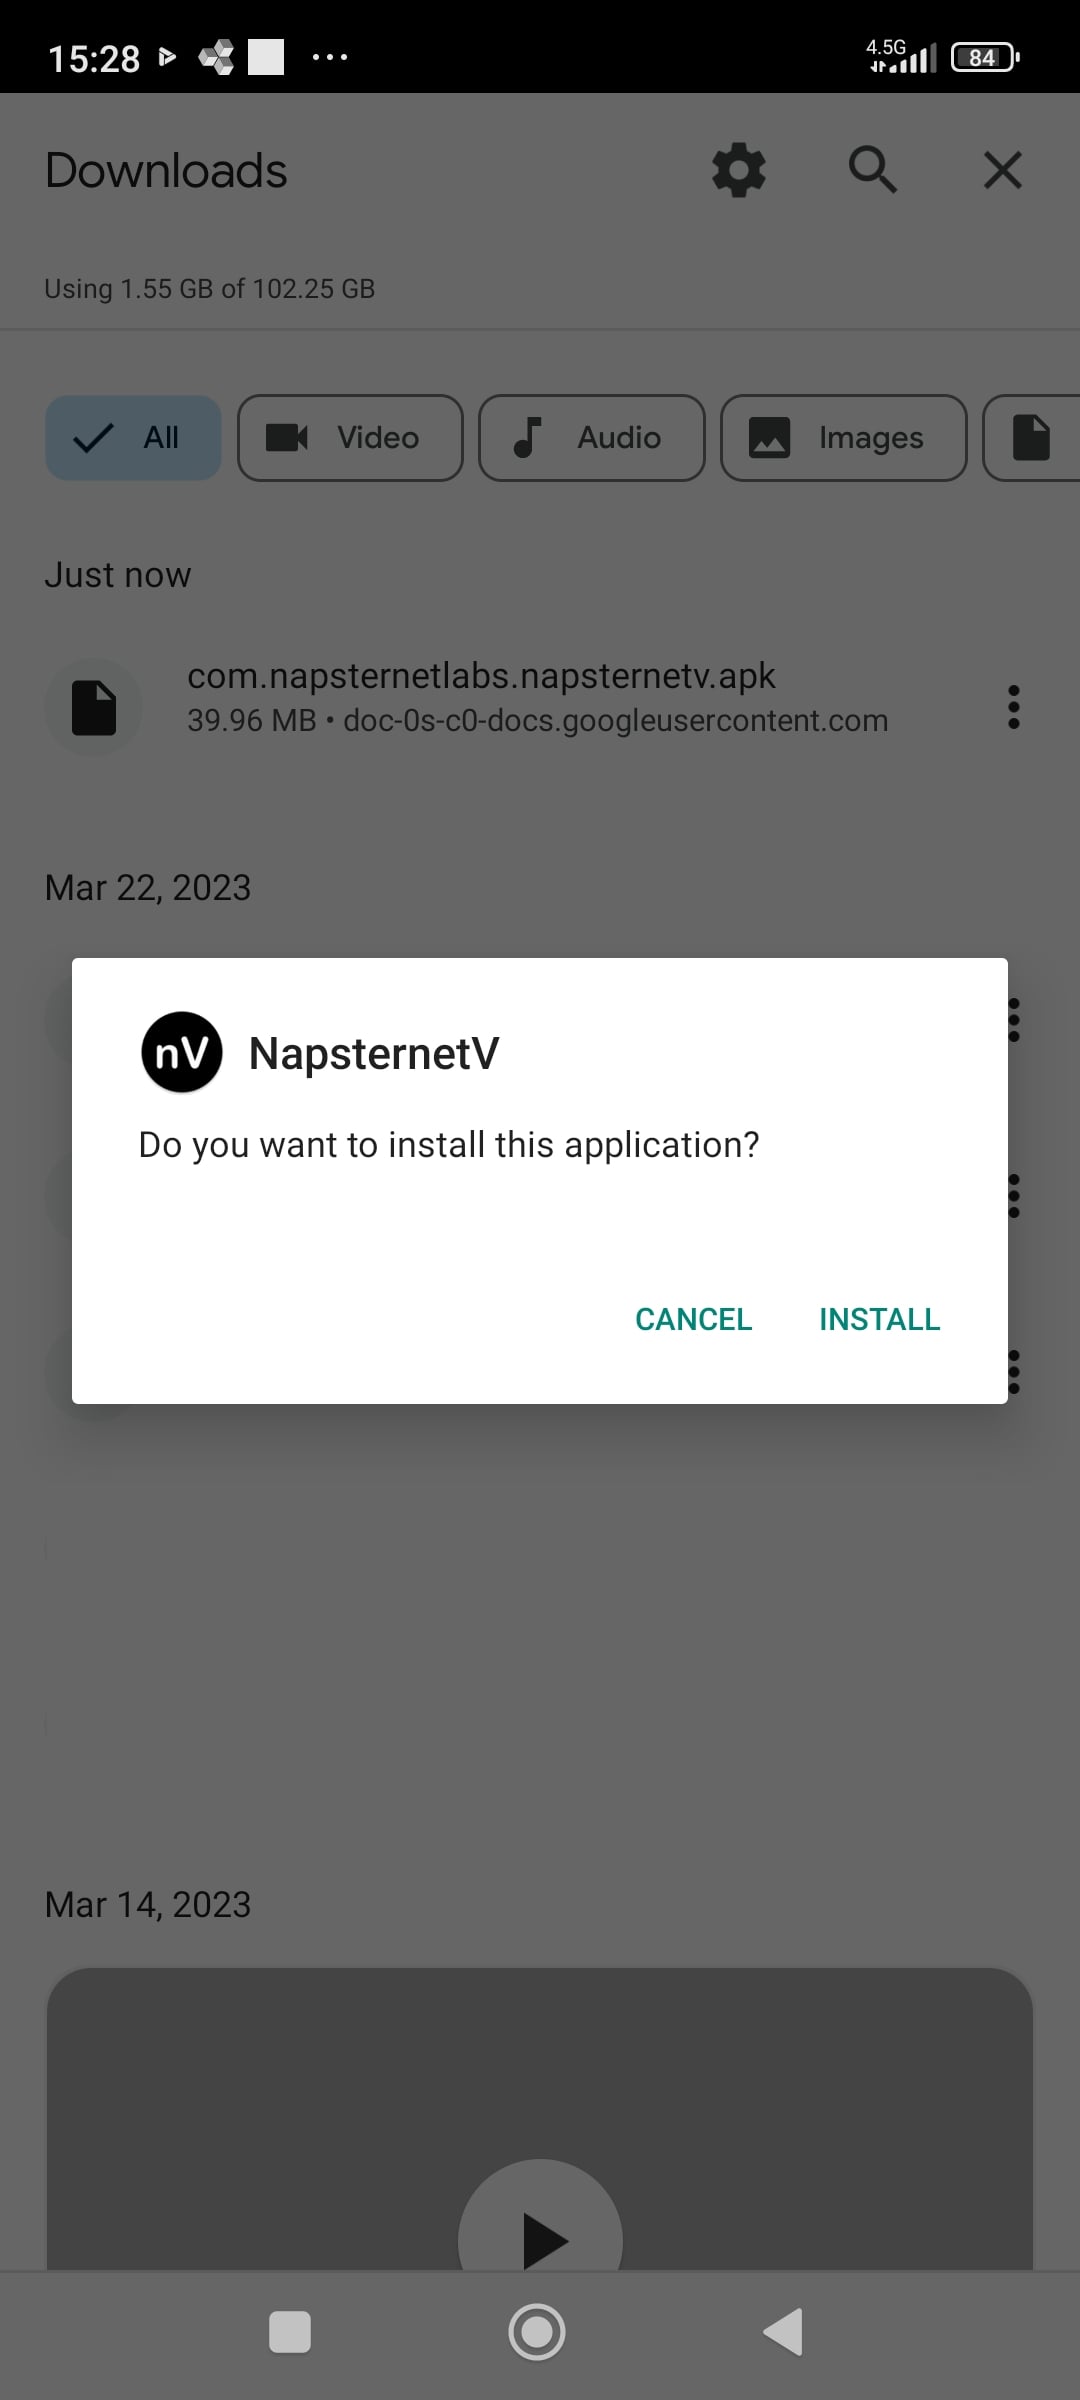 15:28
4.5G
84
Downloads
Using 1.55 GB of 102.25 GB
All
Video
Audio
Images
Just now
com.napsternetlabs.napsternetv.apk
39.96 MB • doc-0s-c0-docs.googleusercontent.com
Mar 22, 2023
nV
NapsternetV
Do you want to install this application?
CANCEL
INSTALL
Mar 14, 2023